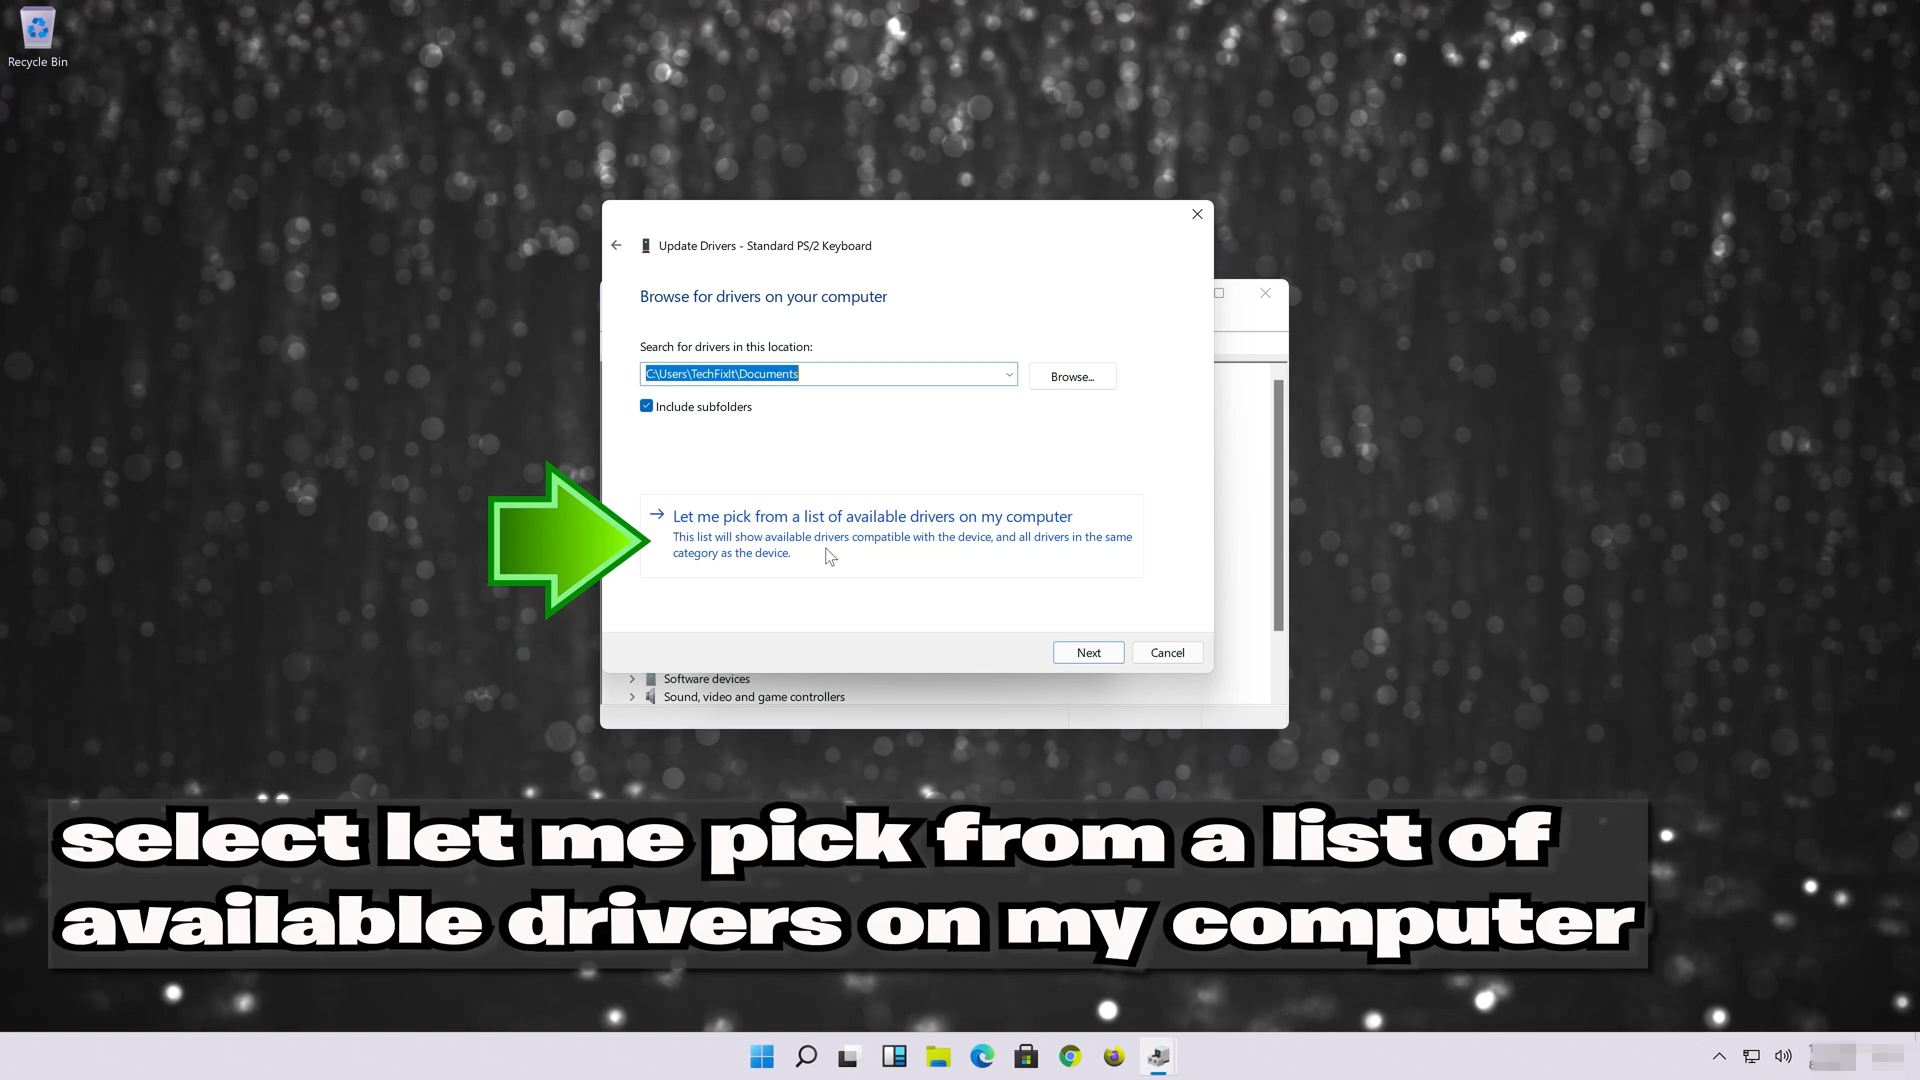 Recycle Bin
Update Drivers - Standard PS/2 Keyboard
Browse for drivers on your computer
Search for drivers in this location:
C:\Users\TechFixIt\Documents
Browse...
Include subfolders
Let me pick from a list of available drivers on my computer
This list will show available drivers compatible with the device, and all drivers in the same
category as the device.
Next
Cancel
Software devices
Sound, video and game controllers
select let me pick from a list of
available drivers on my computer